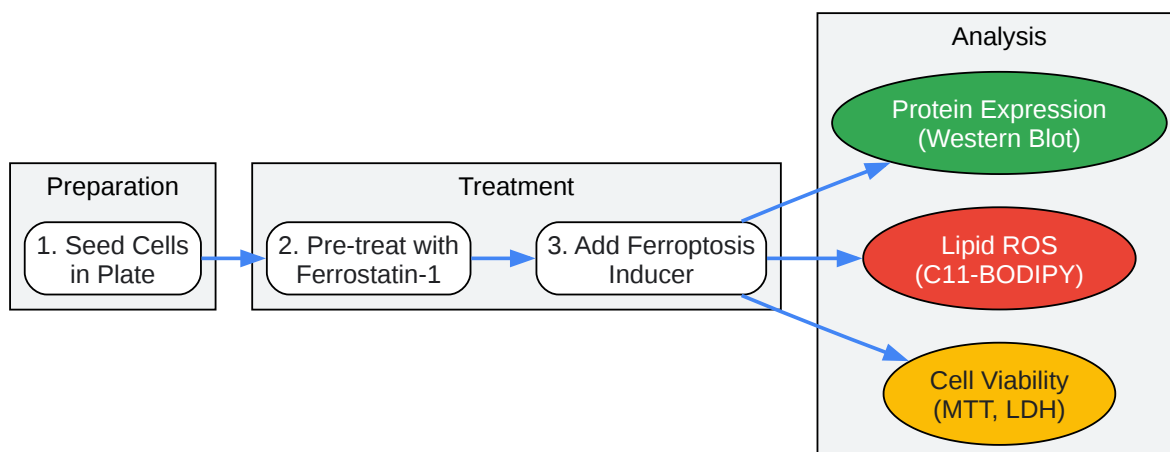 Preparation
1. Seed Cells
in Plate
Treatment
2. Pre-treat with
Ferrostatin-1
3. Add Ferroptosis
Inducer
Analysis
Protein Expression
(Western Blot)
Lipid ROS
(C11-BODIPY)
Cell Viability
(MTT, LDH)